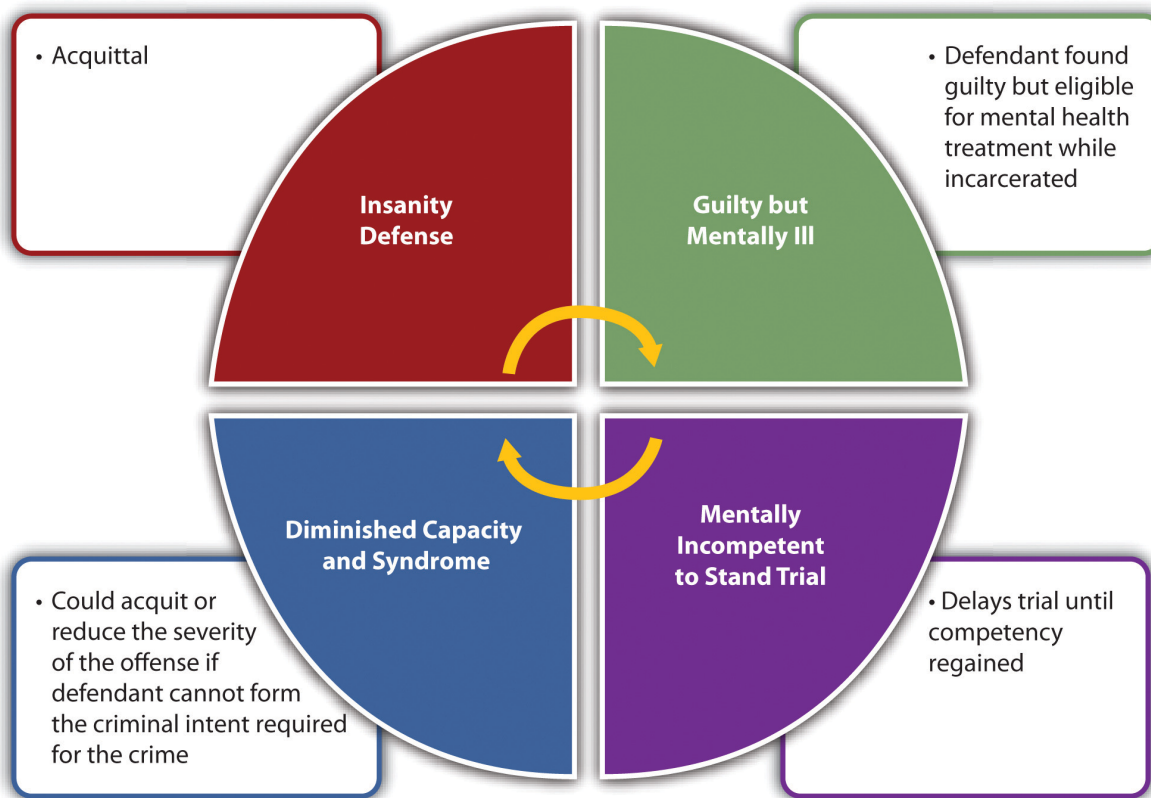 • Acquittal
Insanity
Defense
• Defendant found
guilty but eligible
for mental health
treatment while
incarcerated
Guilty but
Mentally Ill
Diminished Capacity
and Syndrome
• Could acquit or
reduce the severity
of the offense if
defendant cannot form
the criminal intent required
for the crime
Mentally
Incompetent
to Stand Trial
• Delays trial until
competency
regained